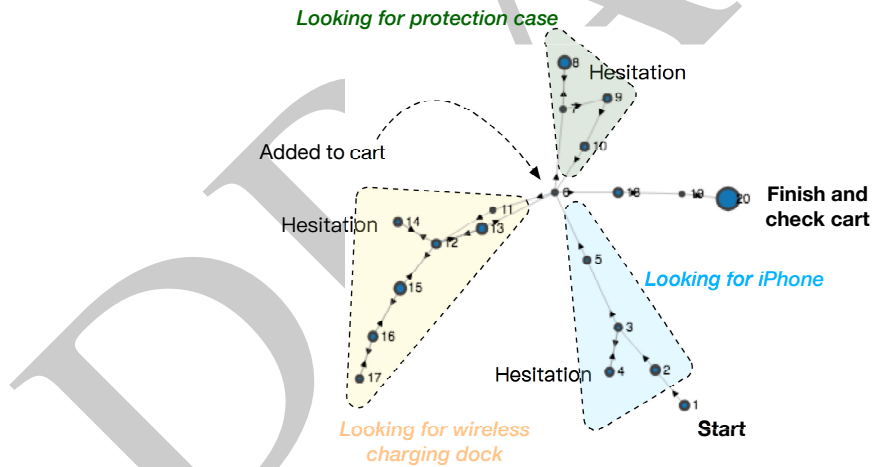 Looking for protection case
8
Hesitation
9
7
10
Added to cart
6
18
19
20
Finish and
check cart
11
14
13
Hesitation
12
5
15
Looking for iPhone
3
16
Hesitation
4
2
17
1
Start
Looking for wireless
charging dock